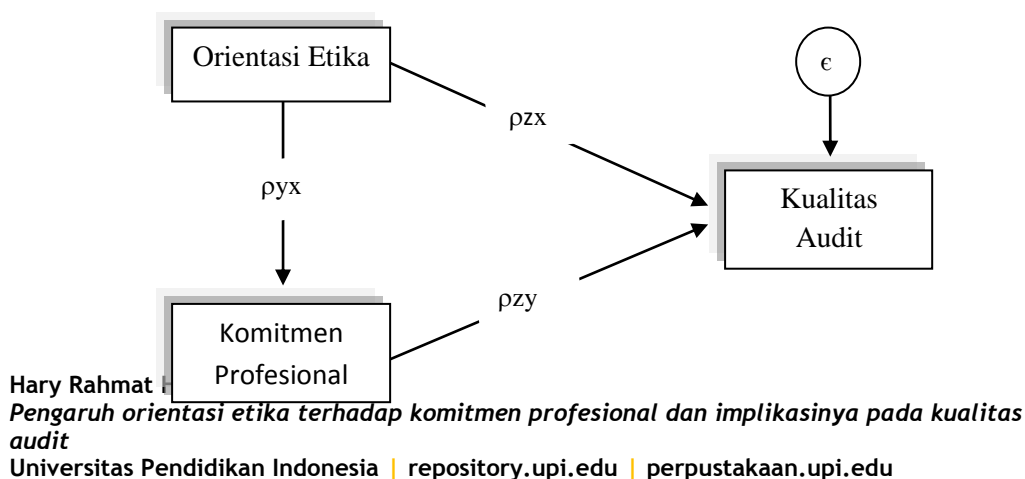 Orientasi Etika
ϵ
ρzx
ρyx
Kualitas
Audit
ρzy
Komitmen
Profesional
Hary Rahmat
Pengaruh orientasi etika terhadap komitmen profesional dan implikasinya pada kualitas
audit
Universitas Pendidikan Indonesia | repository.upi.edu | perpustakaan.upi.edu